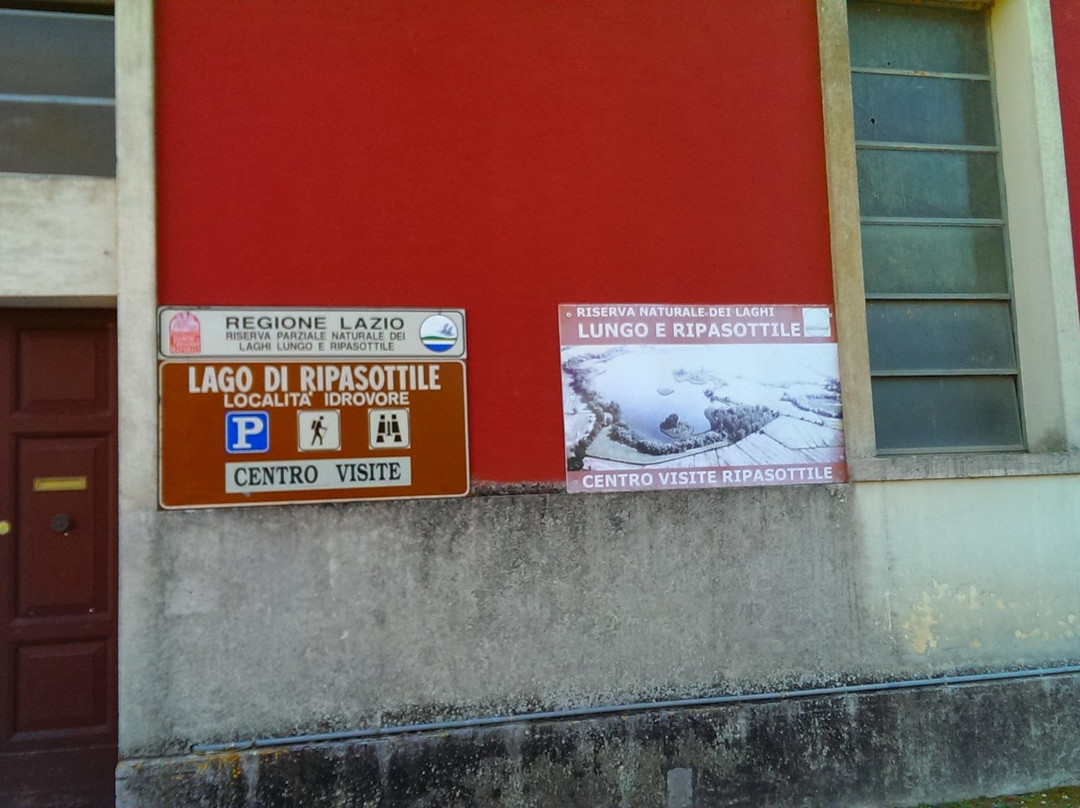 REGIONE LAZIO
RISERVA PARZIALE NATURALE DEI
LAGHI LUNGO E RIPASOTTILE
LAGO DI RIPASOTTILE
LOCALITA' IDROVORE
P
CENTRO VISITE
RISERVA NATURALE DEI LAGHI
LUNGO E RIPASOTTILE
CENTRO VISITE RIPASOTTILE